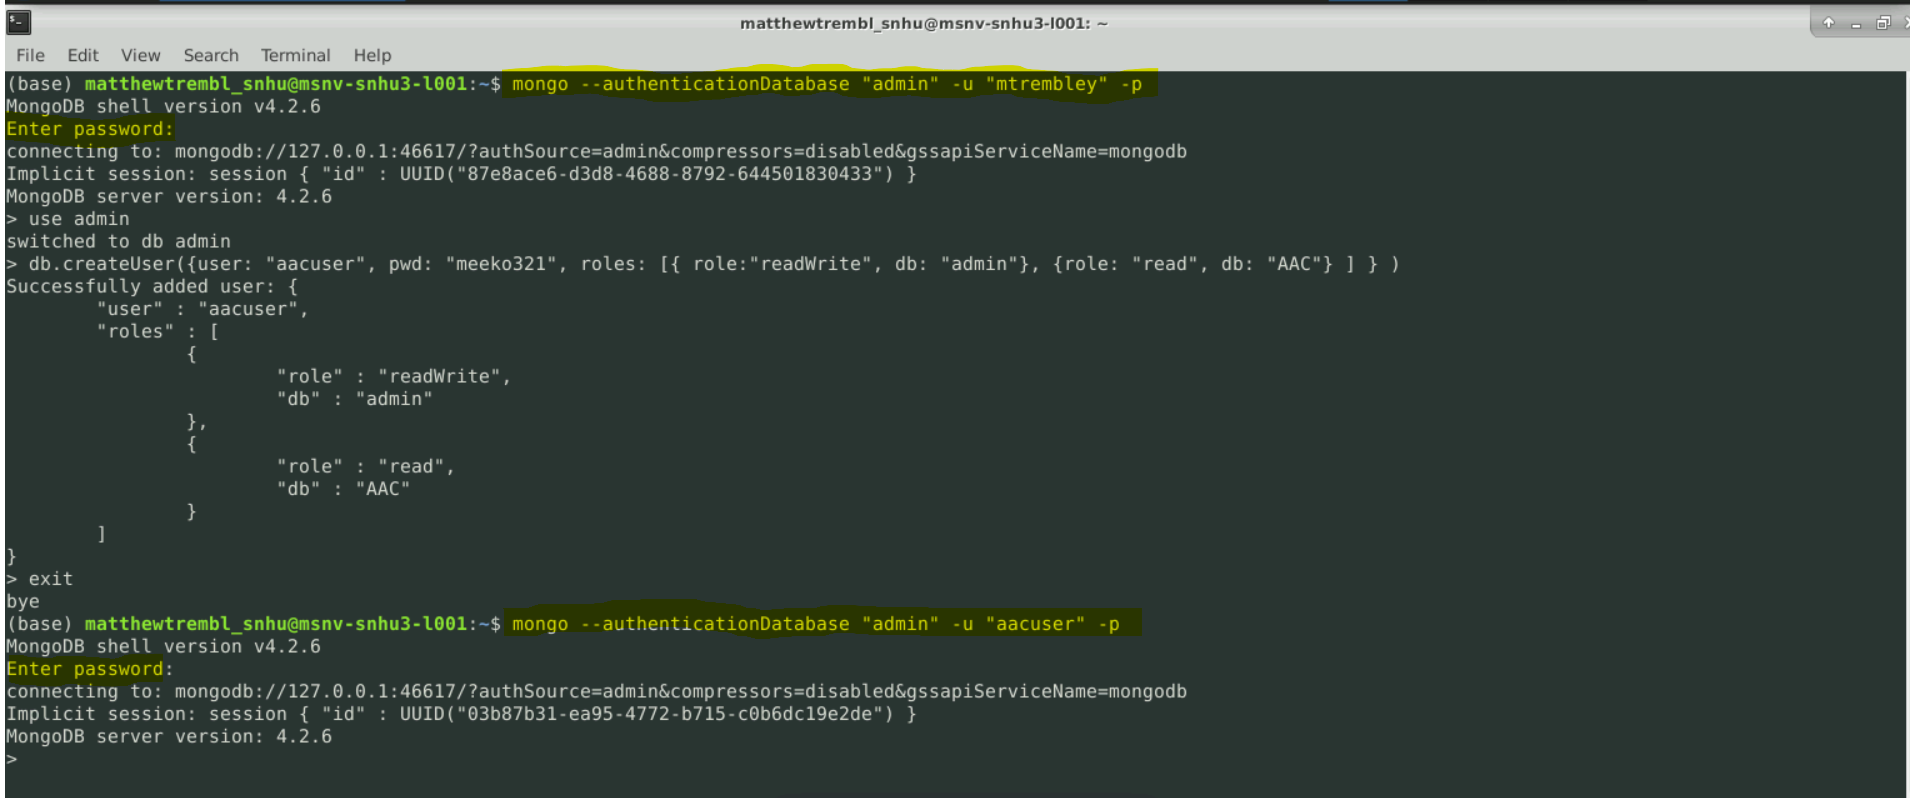 matthewtrembl_snhu@msnv-snhu3-l001: ~
File Edit View Search Terminal Help
(base) matthewtrembl_snhu@msnv-snhu3-l001:~$ mongo --authenticationDatabase "admin" -u "mtrembley" -p
MongoDB shell version v4.2.6
Enter password:
connecting to: mongodb://127.0.0.1:46617/?authSource=admin&compressors=disabled&gssapiServiceName=mongodb
Implicit session: session { "id" : UUID("87e8ace6-d3d8-4688-8792-644501830433") }
MongoDB server version: 4.2.6
> use admin
switched to db admin
> db.createUser({user: "aacuser", pwd: "meeko321", roles: [{ role:"readWrite", db: "admin"}, {role: "read", db: "AAC"} ] } )
Successfully added user: {
        "user" : "aacuser",
        "roles" : [
                {
                        "role" : "readWrite",
                        "db" : "admin"
                },
                {
                        "role" : "read",
                        "db" : "AAC"
                }
        ]
}
> exit
bye
(base) matthewtrembl_snhu@msnv-snhu3-l001:~$ mongo --authenticationDatabase "admin" -u "aacuser" -p
MongoDB shell version v4.2.6
Enter password:
connecting to: mongodb://127.0.0.1:46617/?authSource=admin&compressors=disabled&gssapiServiceName=mongodb
Implicit session: session { "id" : UUID("03b87b31-ea95-4772-b715-c0b6dc19e2de") }
MongoDB server version: 4.2.6
>